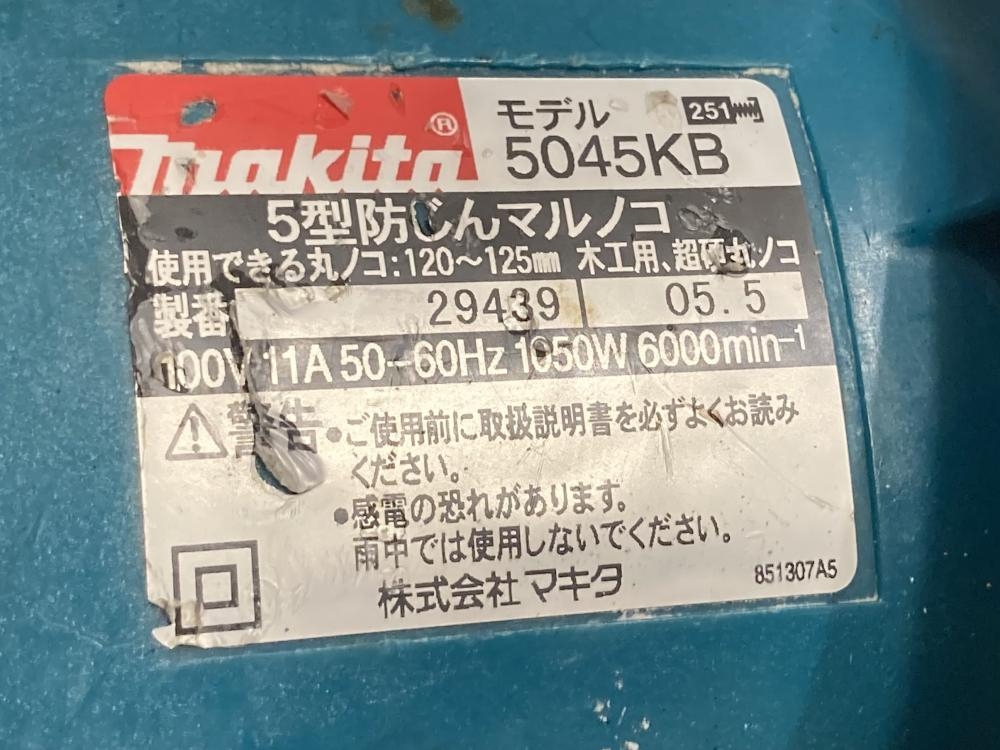 makita®
モデル 251
5045KB
5型防じんマルノコ
使用できる丸ノコ:120～125mm 木工用、超硬丸ノコ
製番 29439 05.5
100V 11A 50-60Hz 1050W 6000min-1
警告 •ご使用前に取扱説明書を必ずよくお読み
ください。
•感電の恐れがあります。
雨中では使用しないでください。
株式会社マキタ
851307A5